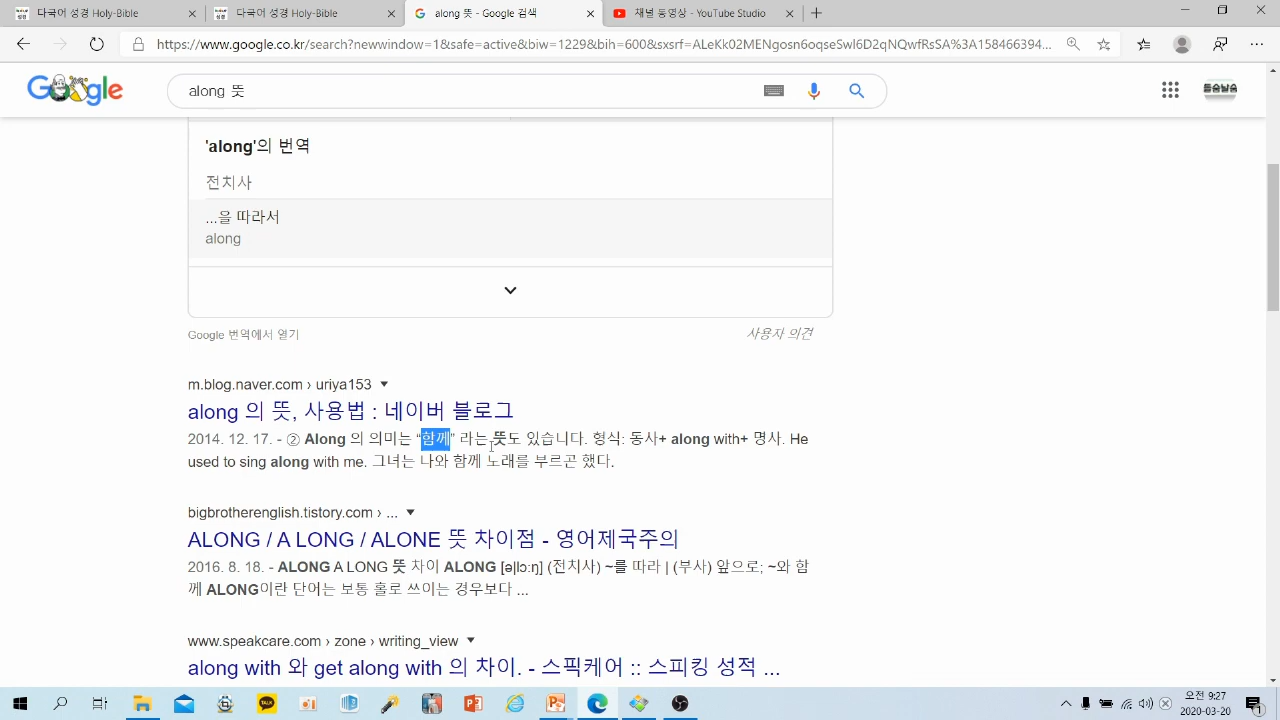 다국어 성경 Holy-Bible
다국어 성경 Holy-Bible
along 뜻 - Google 검색
채널 동영상 - YouTube Studio
https://www.google.co.kr/search?newwindow=1&safe=active&biw=1229&bih=600&sxsrf=ALeKk02MENgosn6oqseSwl6D2qNQwfRsSA%3A158466394...
Google
along 뜻
들숨날숨
'along'의 번역
전치사
...을 따라서
along
Google 번역에서 열기
사용자 의견
m.blog.naver.com › uriya153
along 의 뜻, 사용법 : 네이버 블로그
2014. 12. 17. - ② Along 의 의미는 “함께” 라는 뜻도 있습니다. 형식: 동사+ along with+ 명사. He
used to sing along with me. 그녀는 나와 함께 노래를 부르곤 했다.
bigbrotherenglish.tistory.com › ...
ALONG / A LONG / ALONE 뜻 차이점 - 영어제국주의
2016. 8. 18. - ALONG A LONG 뜻 차이 ALONG [ə|lɔːŋ] (전치사) ~를 따라 | (부사) 앞으로; ~와 함
께 ALONG이란 단어는 보통 홀로 쓰이는 경우보다 ...
www.speakcare.com › zone › writing_view
along with 와 get along with 의 차이. - 스픽케어 :: 스피킹 성적 ...
TALK
오전 9:27
2020-03-20